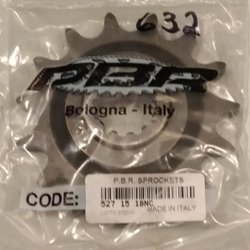 632
PBR
Bologna - Italy
CODE:
P.B.R. SPROCKETS
527 15 18NC
MADE IN ITALY